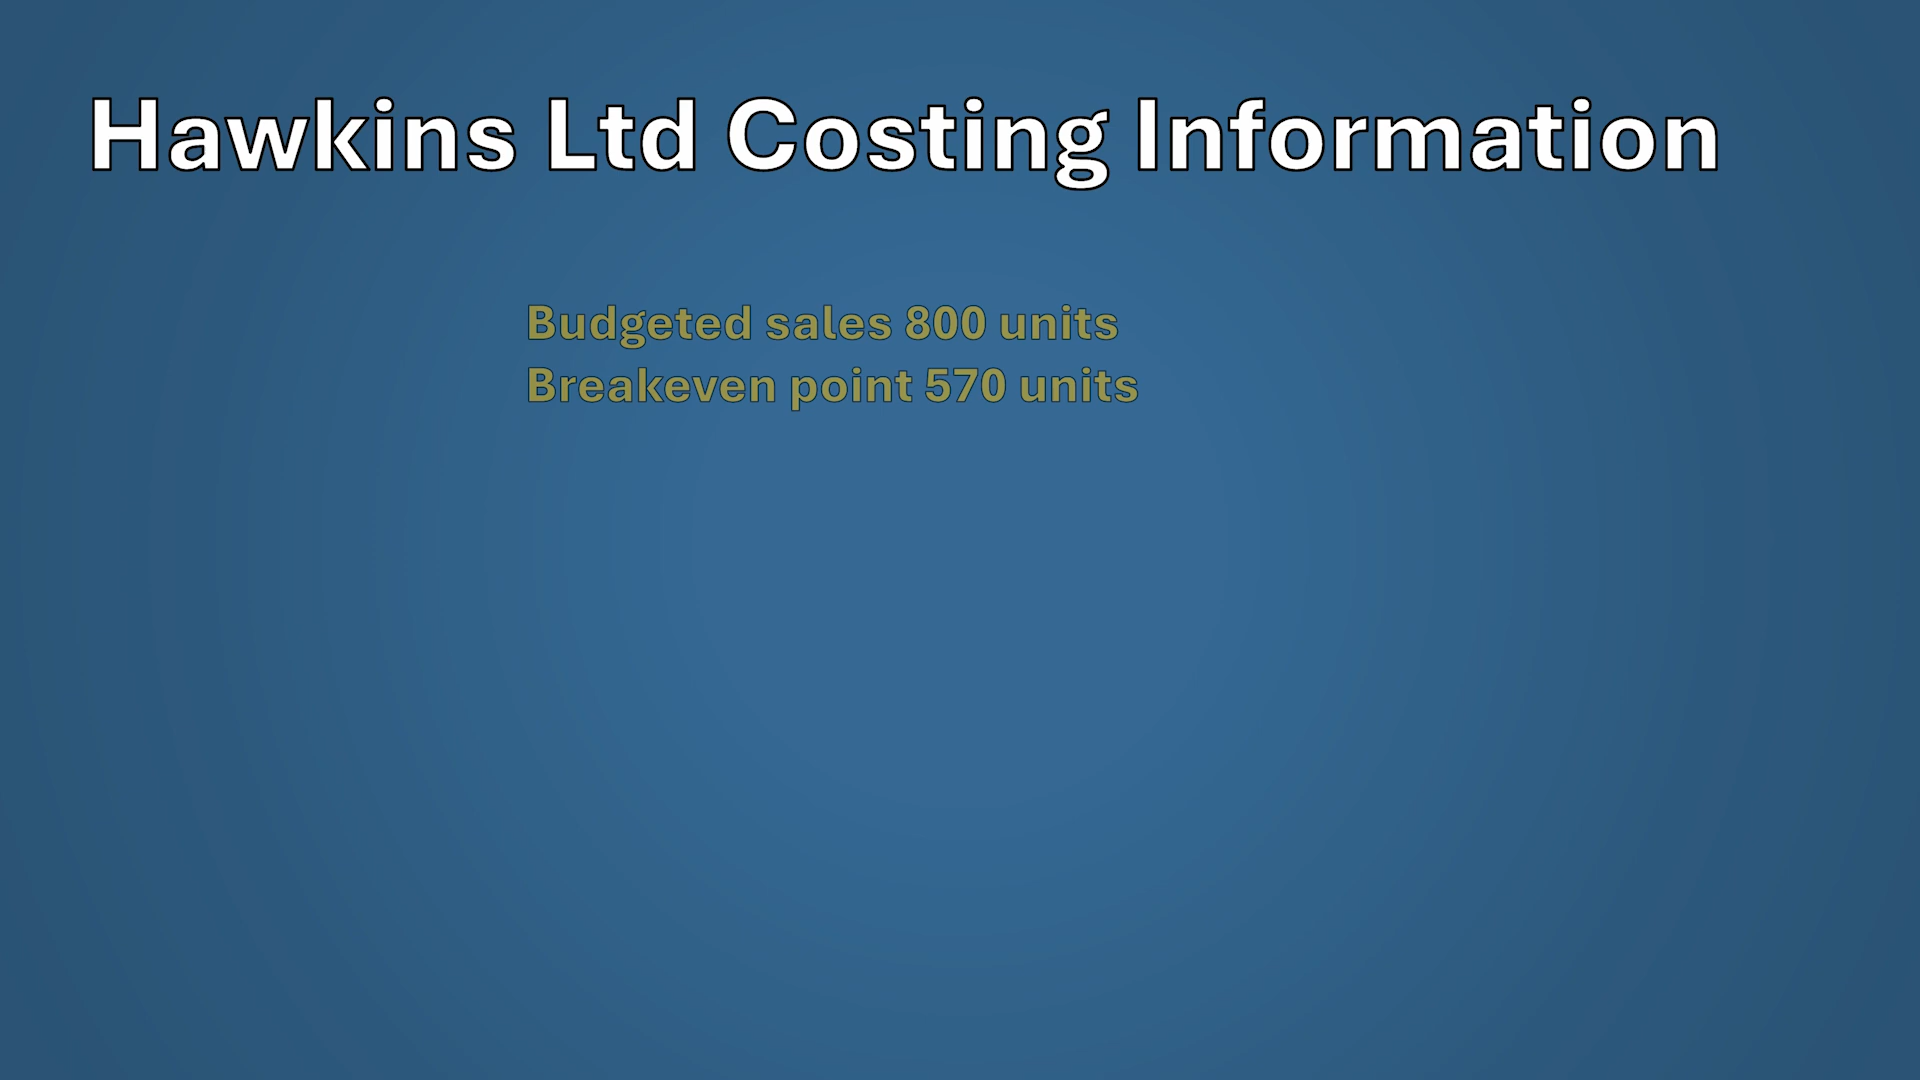 Hawkins Ltd Costing Information
Budgeted sales 800 units
Breakeven point 570 units